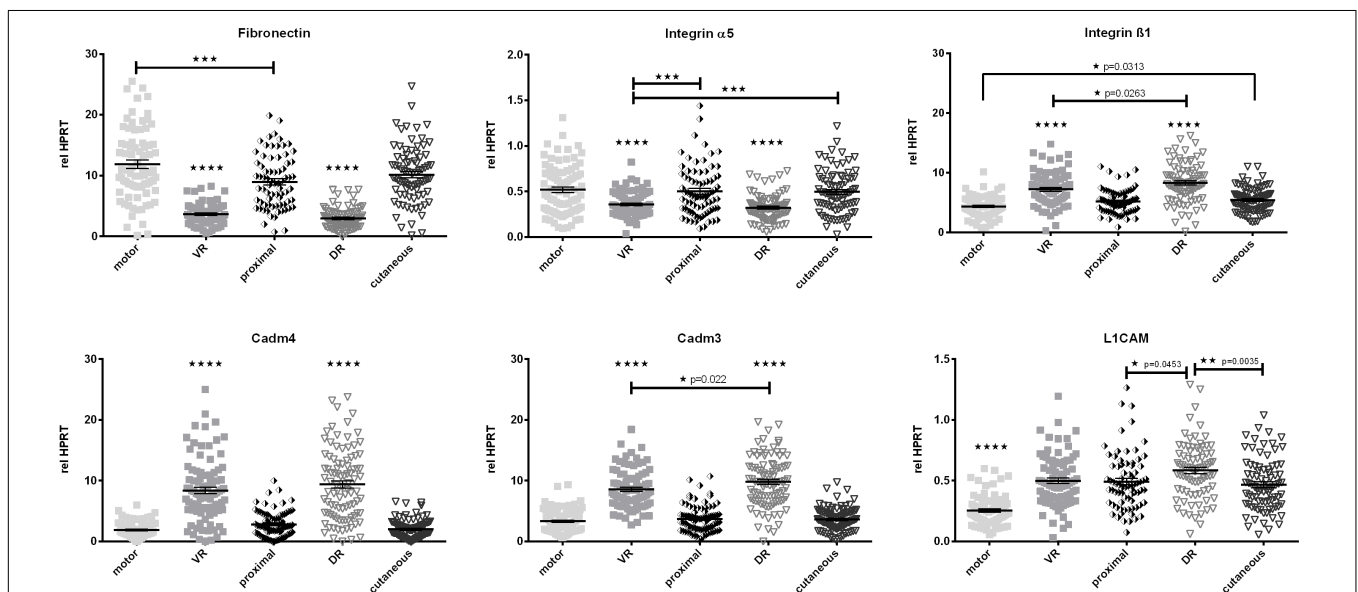 Fibronectin
rel HPRT
30
20
10
0
★★★
★★★★
★★★★
motor
VR
proximal
DR
cutaneous
Integrin α5
rel HPRT
2.0
1.5
1.0
0.5
0.0
★★★
★★★
★★★★
★★★★
motor
VR
proximal
DR
cutaneous
Integrin ß1
rel HPRT
30
20
10
0
★ p=0.0313
★ p=0.0263
★★★★
★★★★
motor
VR
proximal
DR
cutaneous
Cadm4
rel HPRT
30
20
10
0
★★★★
★★★★
motor
VR
proximal
DR
cutaneous
Cadm3
rel HPRT
30
20
10
0
★★★★
★★★★
★ p=0.022
motor
VR
proximal
DR
cutaneous
L1CAM
rel HPRT
1.5
1.0
0.5
0.0
★ p=0.0453
★★ p=0.0035
★★★★
motor
VR
proximal
DR
cutaneous